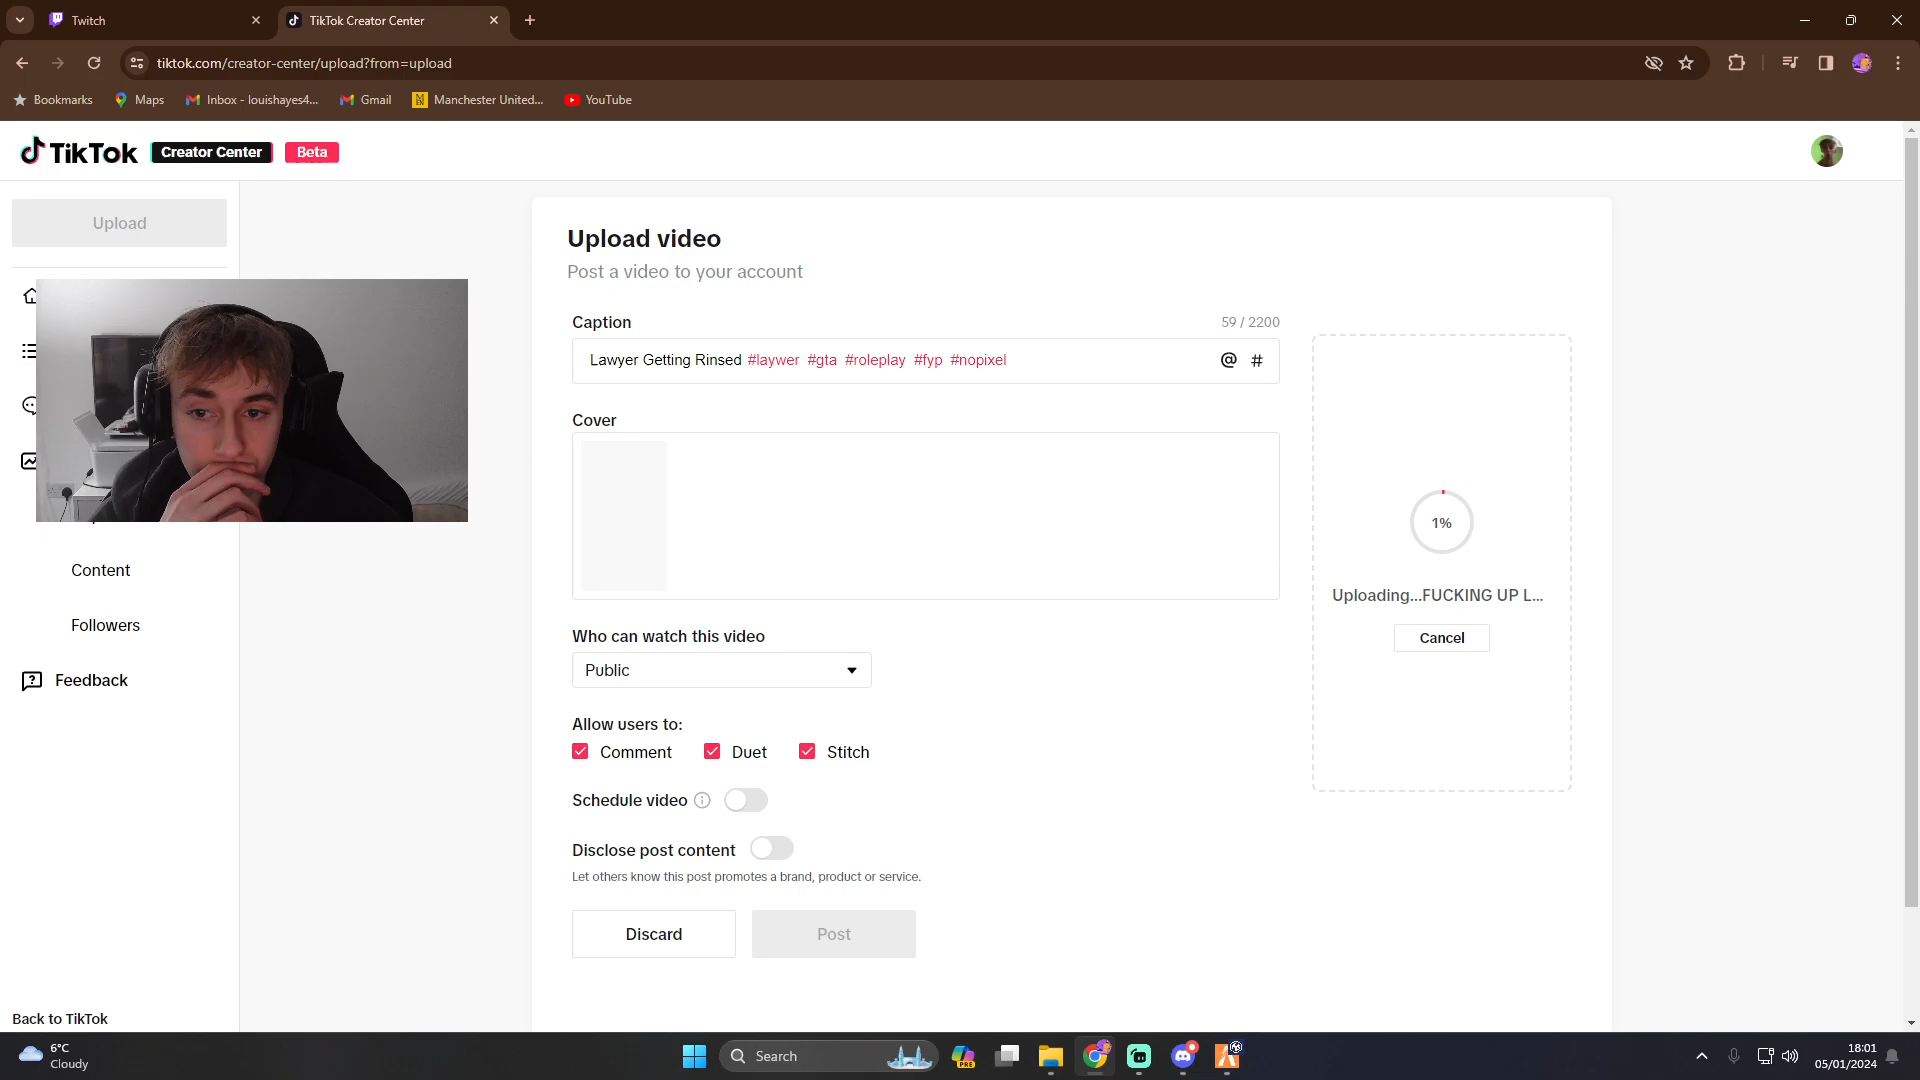 Twitch
TikTok Creator Center
tiktok.com/creator-center/upload?from=upload
Bookmarks
Maps
Inbox - louishayes4...
Gmail
Manchester United...
YouTube
TikTok
Creator Center
Beta
Upload
Content
Followers
Feedback
Back to TikTok
Upload video
Post a video to your account
Caption
59 / 2200
Lawyer Getting Rinsed #laywer #gta #roleplay #fyp #nopixel
@ #
Cover
1%
Uploading...FUCKING UP L...
Cancel
Who can watch this video
Public
Allow users to:
Comment
Duet
Stitch
Schedule video
Disclose post content
Let others know this post promotes a brand, product or service.
Discard
Post
6°C
Cloudy
Search
PRE
18:01
05/01/2024